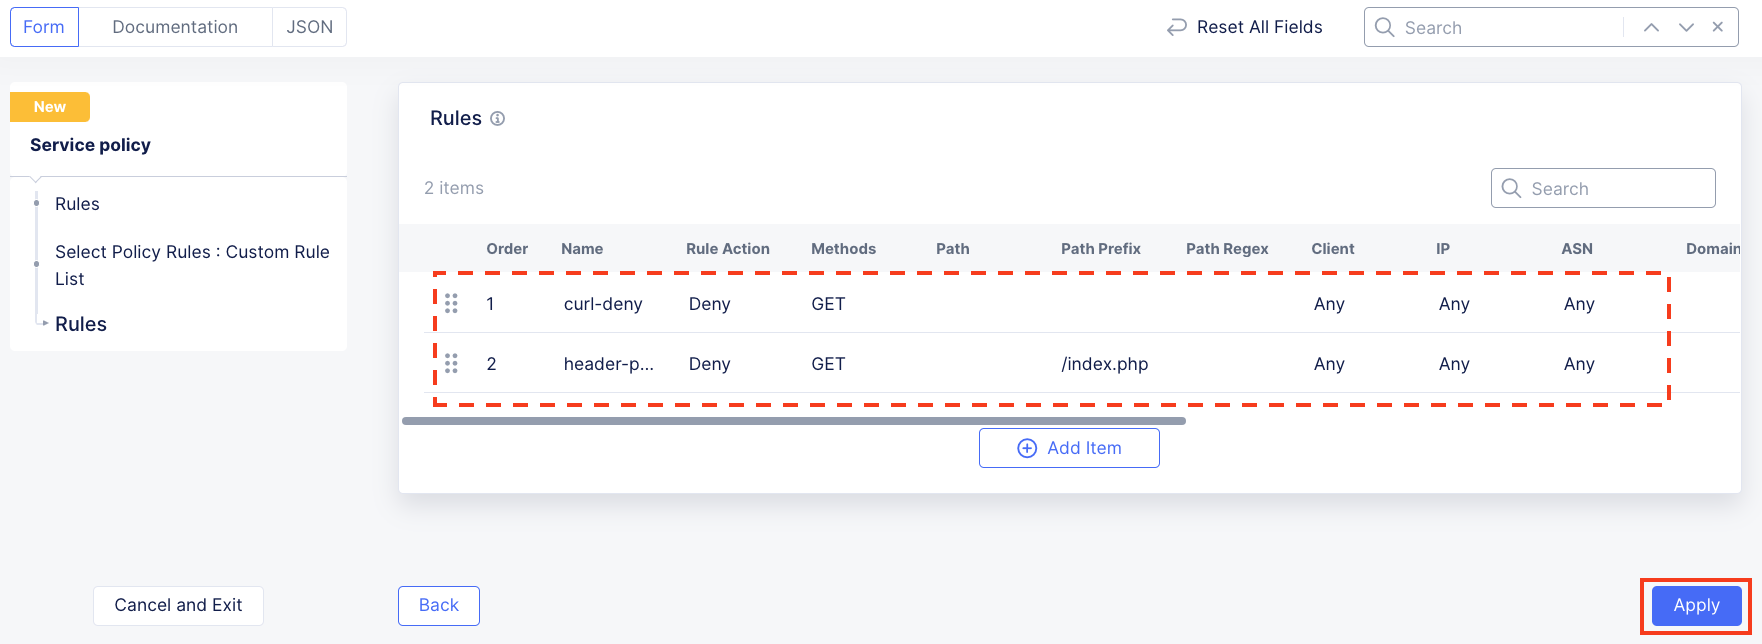 Form Documentation JSON Reset All Fields Search
New
Service policy
Rules
Select Policy Rules : Custom Rule
List
Rules
Rules
2 items Search
Order Name Rule Action Methods Path Path Prefix Path Regex Client IP ASN Domain
1 curl-deny Deny GET Any Any Any
2 header-p... Deny GET /index.php Any Any Any
Add Item
Cancel and Exit Back Apply